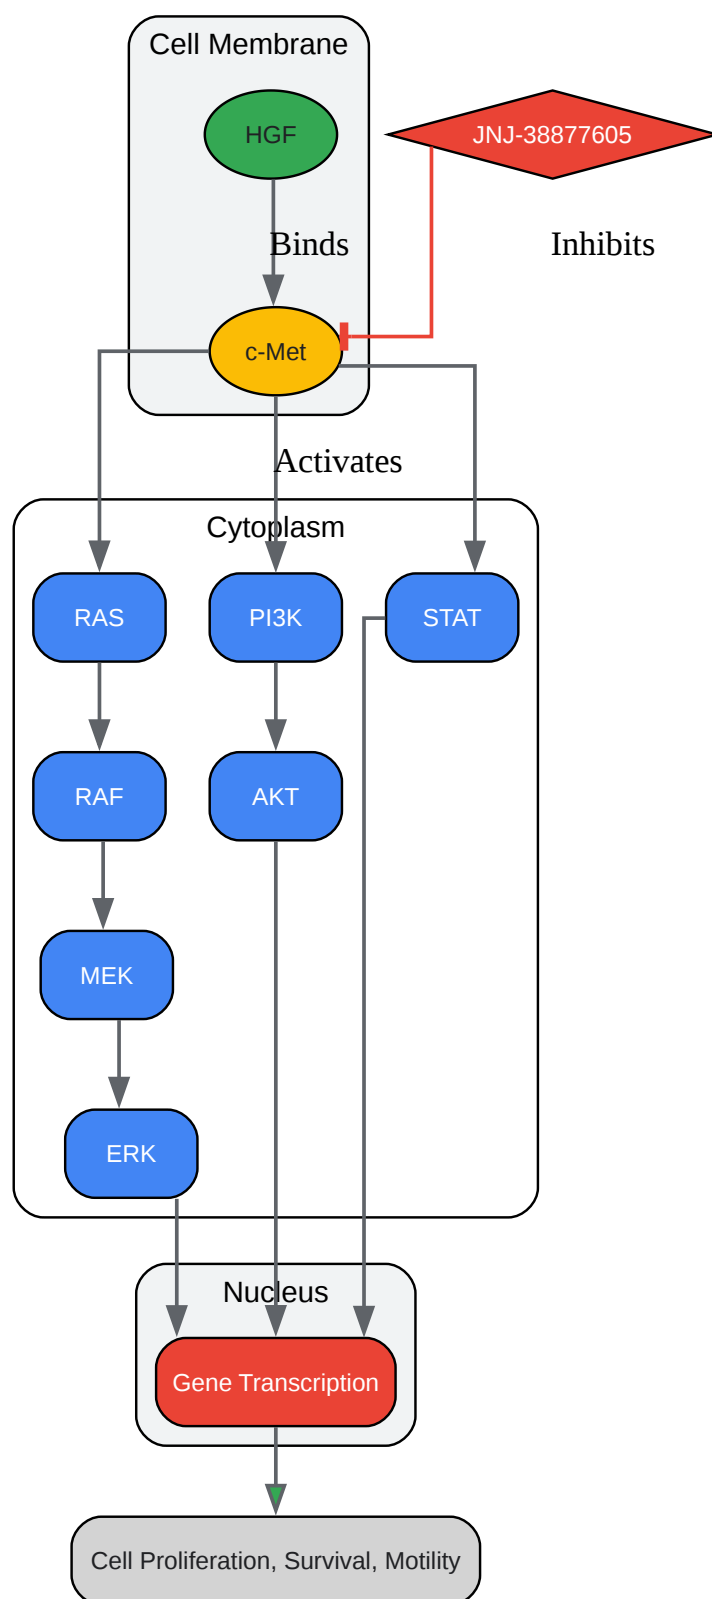 Cell Membrane
HGF
JNJ-38877605
Binds
Inhibits
c-Met
Activates
Cytoplasm
RAS
PI3K
STAT
RAF
AKT
MEK
ERK
Nucleus
Gene Transcription
Cell Proliferation, Survival, Motility